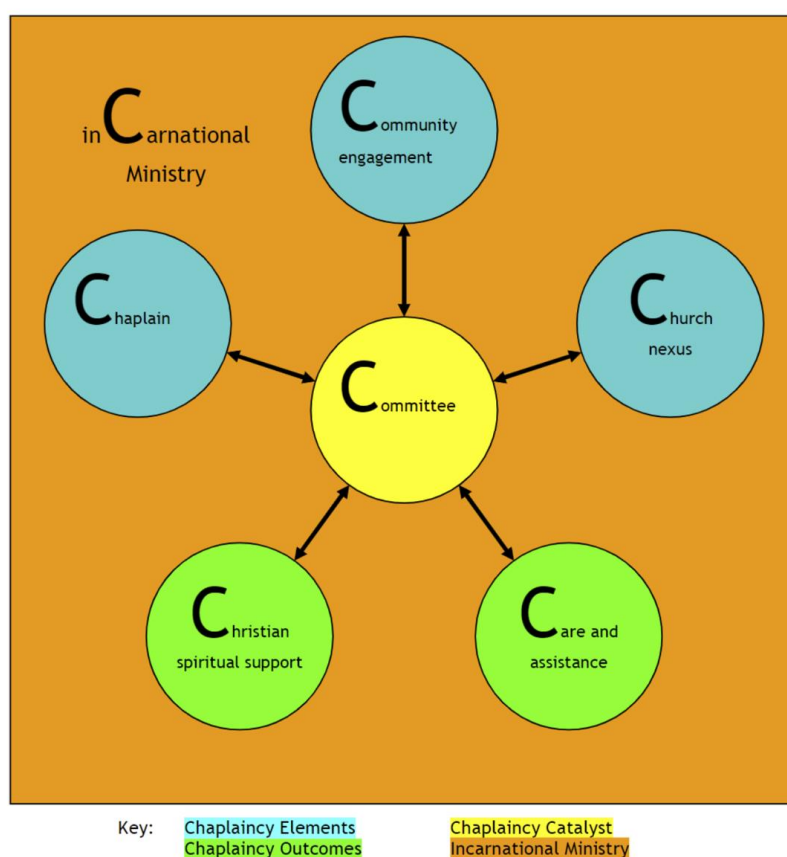 inCarnational
Ministry
Community
engagement
Chaplain
Church
nexus
Committee
Christian
spiritual support
Care and
assistance
Key: Chaplaincy Elements Chaplaincy Catalyst
Chaplaincy Outcomes Incarnational Ministry